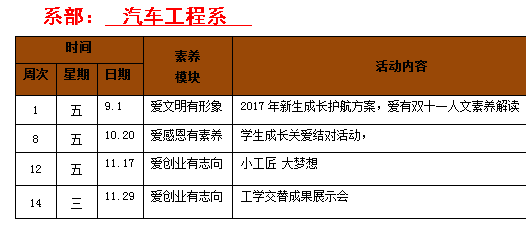 系部： 汽车工程系
时间 素养模块 活动内容
周次 星期 日期
1 五 9.1 爱文明有形象 2017年新生成长护航方案，爱有双十一人文素养解读
8 五 10.20 爱感恩有素养 学生成长关爱结对活动，
12 五 11.17 爱创业有志向 小工匠 大梦想
14 三 11.29 爱创业有志向 工学交替成果展示会